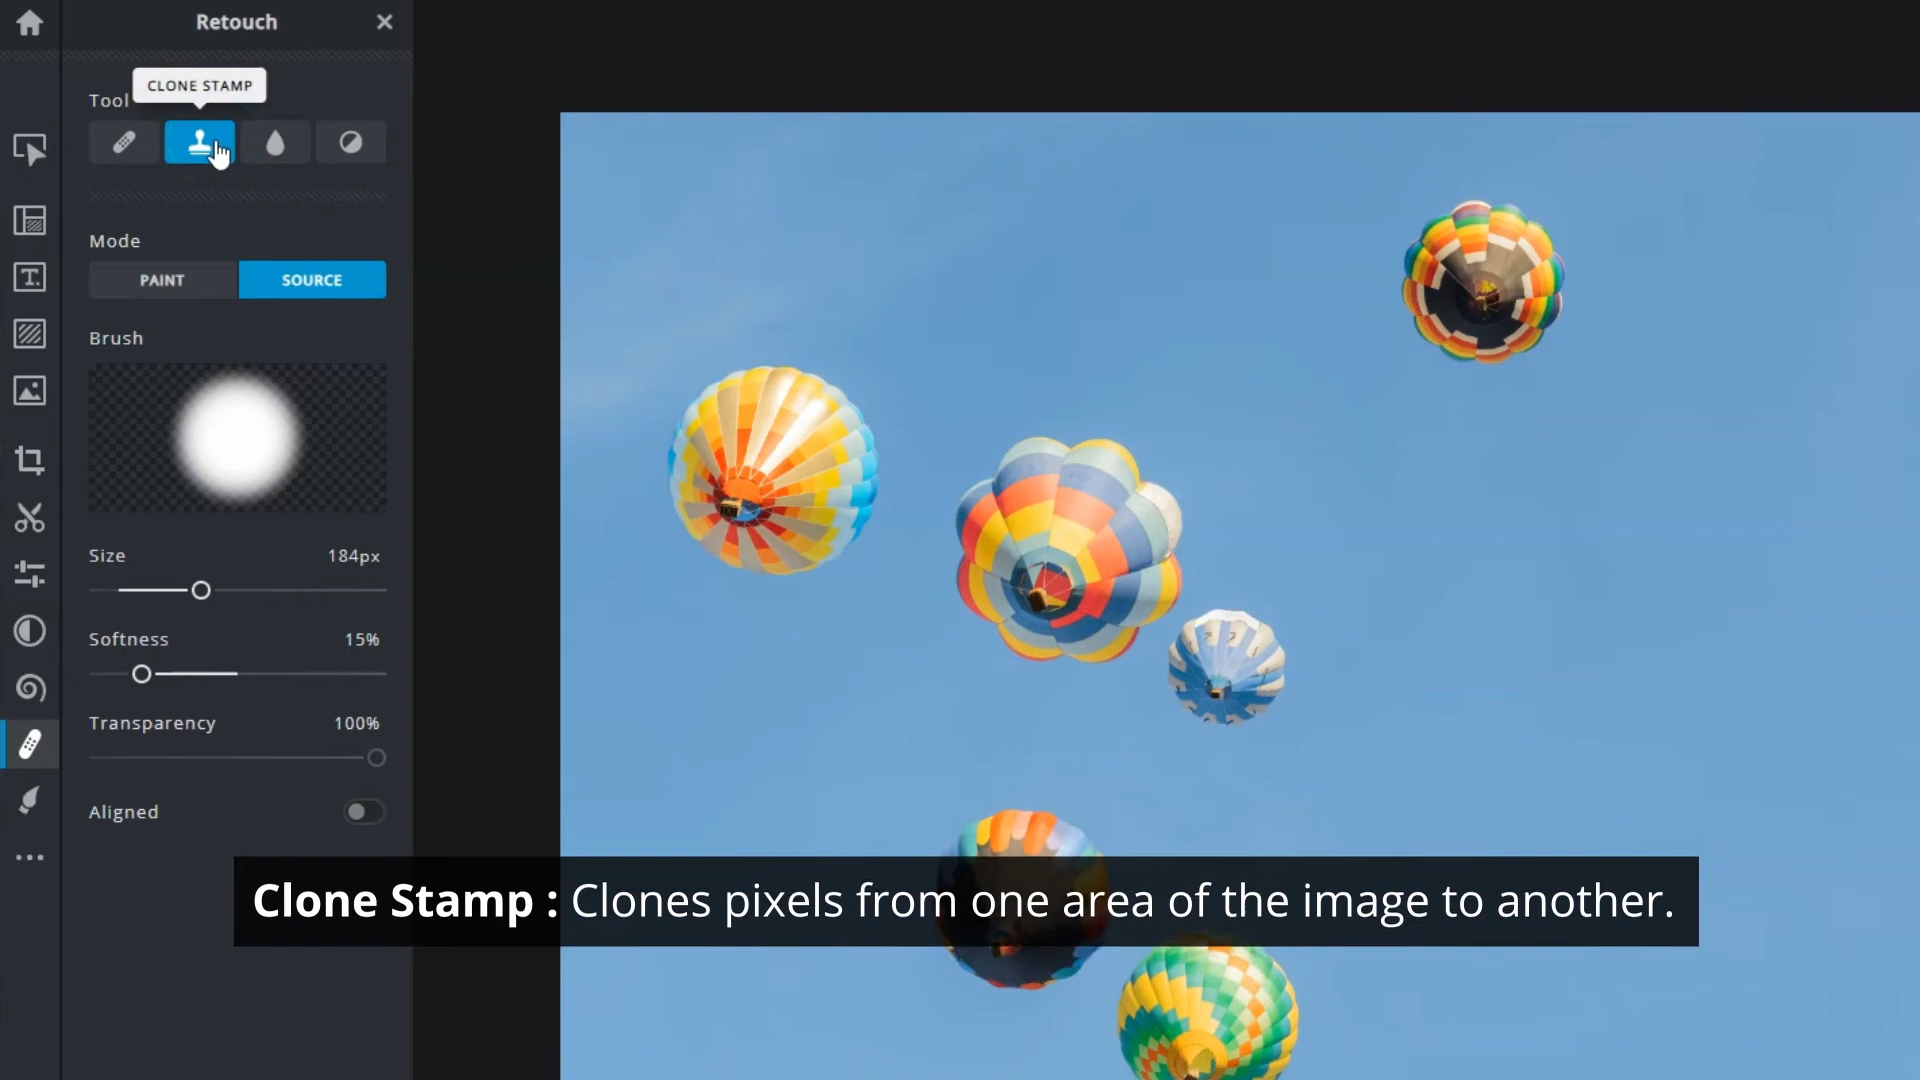 Retouch
CLONE STAMP
Tool
Mode
PAINT SOURCE
Brush
Size 184px
Softness 15%
Transparency 100%
Aligned
Clone Stamp : Clones pixels from one area of the image to another.